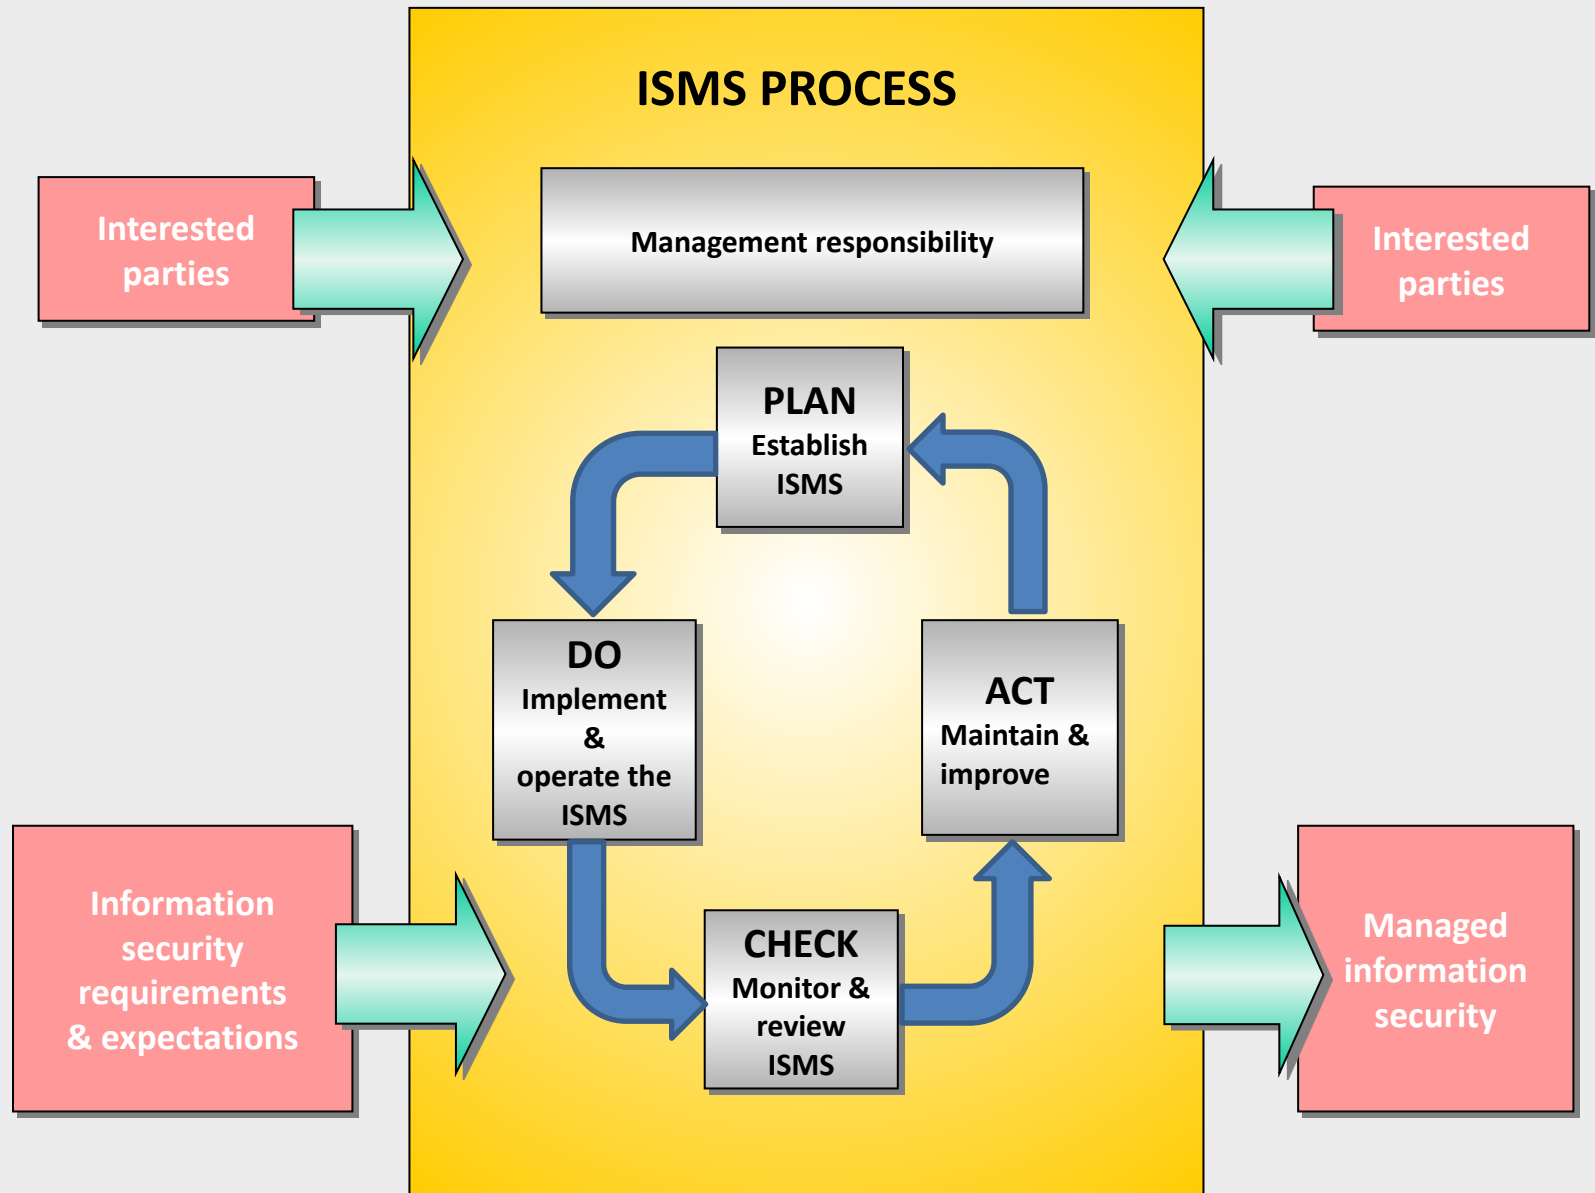 ISMS PROCESS
Interested
parties
Management responsibility
Interested
parties
PLAN
Establish
ISMS
DO
Implement
&
operate the
ISMS
ACT
Maintain &
improve
CHECK
Monitor &
review
ISMS
Information
security
requirements
& expectations
Managed
information
security